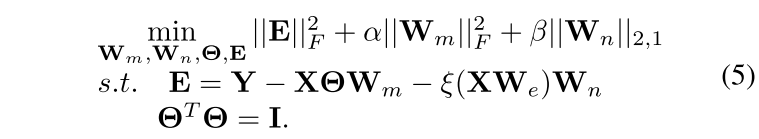 min ||E||²_F + α||W_m||²_F + β||W_n||_{2,1}
W_m,W_n,Θ,E
s.t. E = Y − XΘW_m − ξ(XW_e)W_n (5)
Θ^T Θ = I.